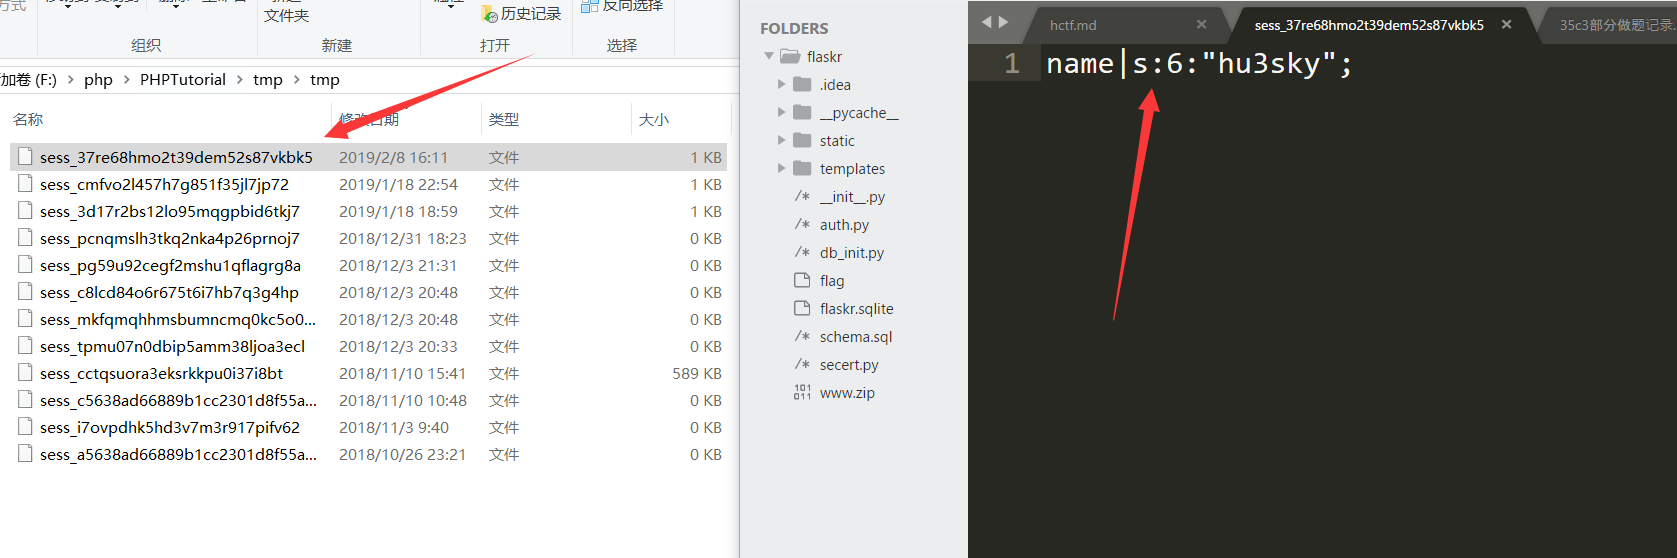 方式
文件夹
历史记录
反向选择
组织
新建
打开
选择
加卷 (F:) > php > PHPTutorial > tmp > tmp
名称 修改日期 类型 大小
sess_37re68hmo2t39dem52s87vkbk5 2019/2/8 16:11 文件 1 KB
sess_cmfvo2l457h7g851f35jl7jp72 2019/1/18 22:54 文件 1 KB
sess_3d17r2bs12lo95mqgpbid6tkj7 2019/1/18 18:59 文件 1 KB
sess_pcnqmslh3tkq2nka4p26prnoj7 2018/12/31 18:23 文件 0 KB
sess_pg59u92cegf2mshu1qflagrg8a 2018/12/3 21:31 文件 0 KB
sess_c8lcd84o6r675t6i7hb7q3g4hp 2018/12/3 20:48 文件 0 KB
sess_mkfqmqhhmsbumncmq0kc5o0... 2018/12/3 20:48 文件 0 KB
sess_tpmu07n0dbip5amm38ljoa3ecl 2018/12/3 20:33 文件 0 KB
sess_cctqsuora3eksrkkpu0i37i8bt 2018/11/10 15:41 文件 589 KB
sess_c5638ad66889b1cc2301d8f55a... 2018/11/10 10:48 文件 0 KB
sess_i7ovpdhk5hd3v7m3r917pifv62 2018/11/3 9:40 文件 0 KB
sess_a5638ad66889b1cc2301d8f55a... 2018/10/26 23:21 文件 0 KB
FOLDERS
flaskr
.idea
__pycache__
static
templates
/* __init__.py
/* auth.py
/* db_init.py
flag
flaskr.sqlite
/* schema.sql
/* secert.py
www.zip
hctf.md
sess_37re68hmo2t39dem52s87vkbk5
35c3部分做题记录.
1 name|s:6:"hu3sky";